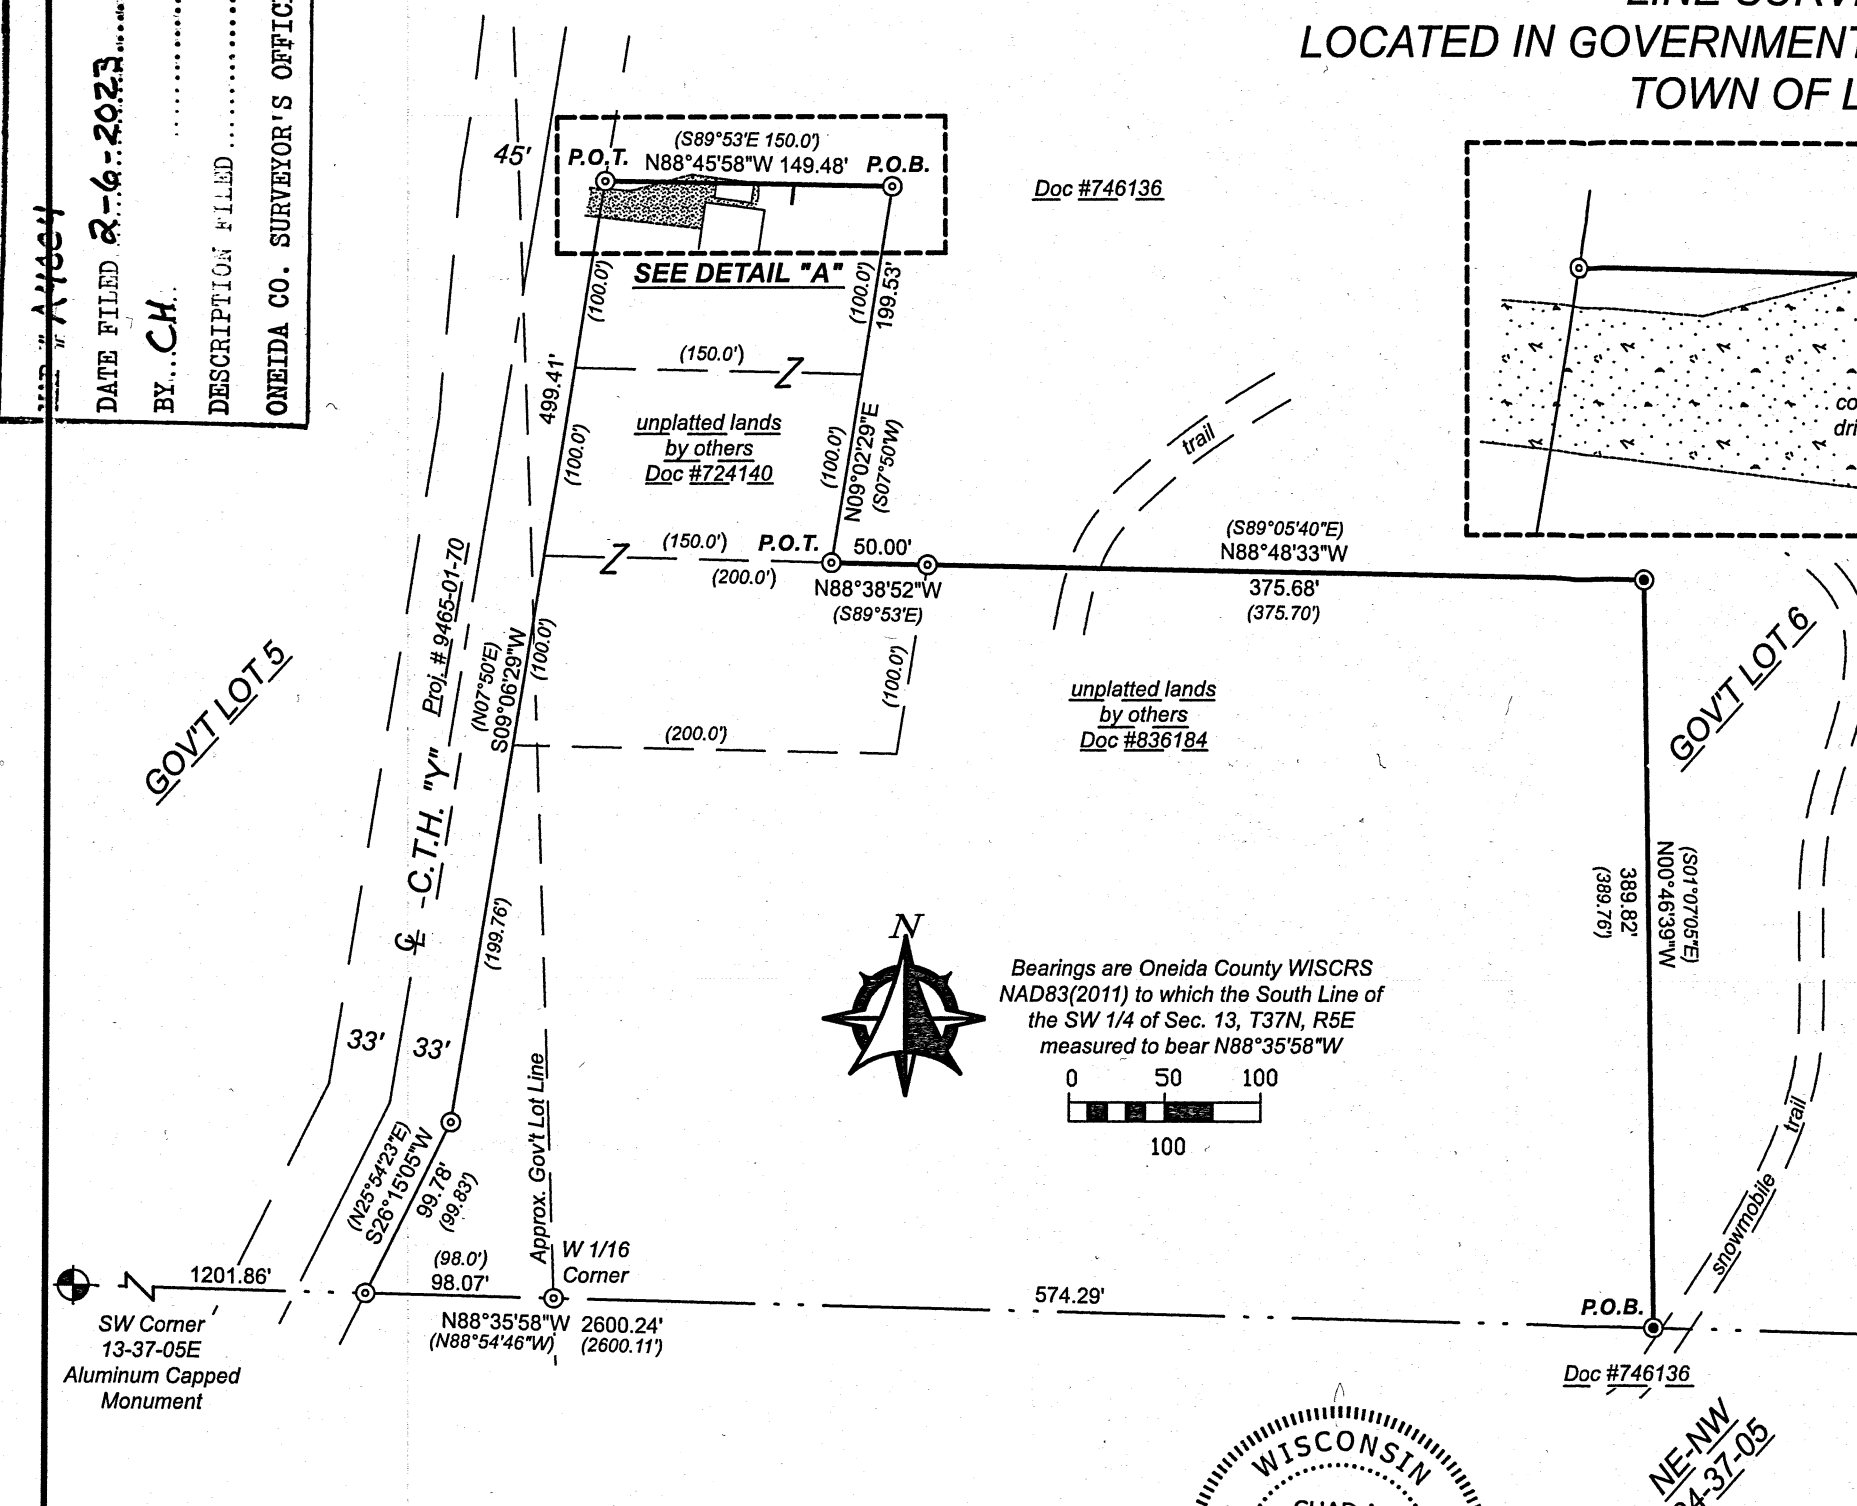 LOCATED IN GOVERNMENT
TOWN OF L
DATE FILED 2-6-2023
BY CH
DESCRIPTION FILED
ONEIDA CO. SURVEYOR'S OFFIC
45'
P.O.T.
(S89°53'E 150.0')
N88°45'58"W 149.48'
P.O.B.
SEE DETAIL "A"
Doc #746136
(100.0')
(100.0')
199.53'
(150.0')
Z
499.41'
(100.0')
unplatted lands
by others
Doc #724140
(100.0')
N09°02'29"E
(S07°50'W)
trail
co
dri
(150.0')
Z
(200.0')
P.O.T.
50.00'
N88°38'52"W
(S89°53'E)
(S89°05'40"E)
N88°48'33"W
375.68'
(375.70')
GOV'T LOT 5
Proj. # 9465-01-70
C.T.H. "Y"
(N07°50'E)
S09°06'29"W
(100.0')
(100.0')
(200.0')
unplatted lands
by others
Doc #836184
GOV'T LOT 6
(199.76')
389.82'
(389.76')
N00°46'39"W
(S01°07'05"E)
N
Bearings are Oneida County WISCRS
NAD83(2011) to which the South Line of
the SW 1/4 of Sec. 13, T37N, R5E
measured to bear N88°35'58"W
0 50 100
100
33' 33'
(N25°54'23"E)
S26°15'05"W
99.78'
(99.83')
Approx. Gov't Lot Line
snowmobile trail
1201.86'
(98.0')
98.07'
W 1/16
Corner
574.29'
P.O.B.
SW Corner
13-37-05E
Aluminum Capped
Monument
N88°35'58"W 2600.24'
(N88°54'46"W) (2600.11')
Doc #746136
WISCONSIN
NE-NW
4-37-05